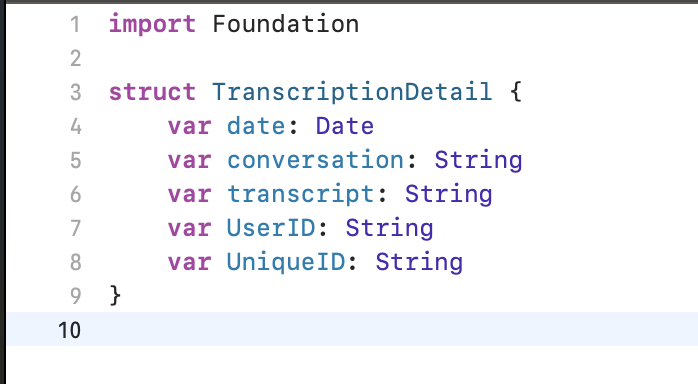 1 import Foundation
2
3 struct TranscriptionDetail {
4     var date: Date
5     var conversation: String
6     var transcript: String
7     var UserID: String
8     var UniqueID: String
9 }
10